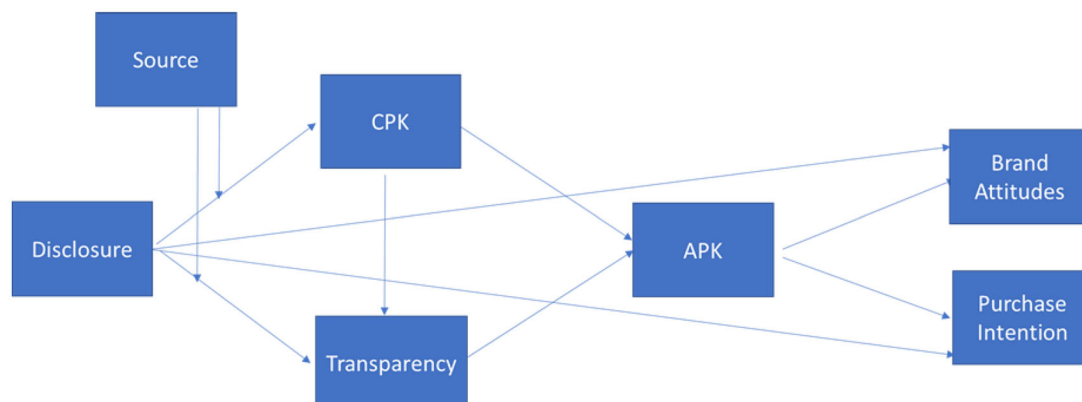 Source
CPK
Brand
Attitudes
Disclosure
APK
Purchase
Intention
Transparency